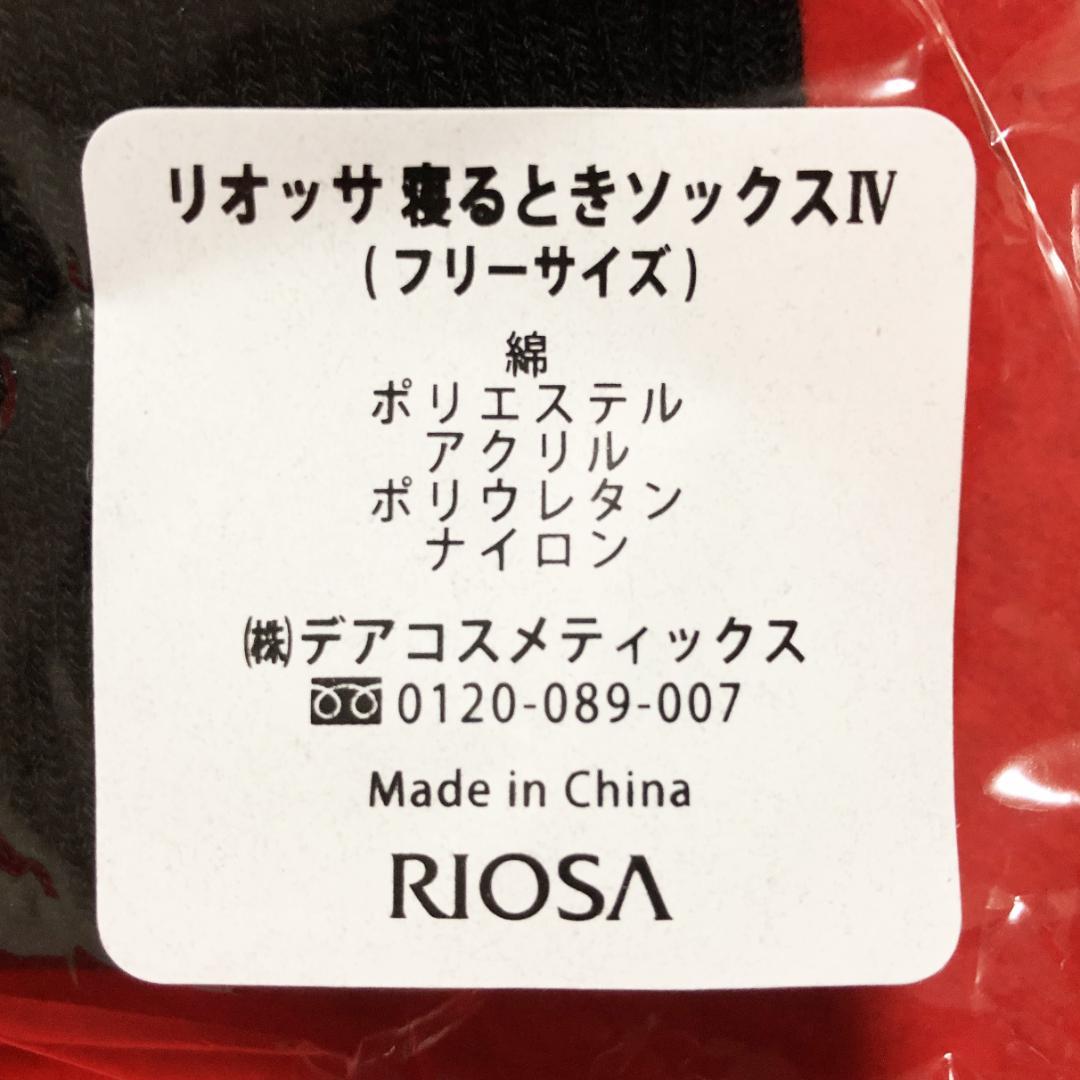 リオッサ 寝るときソックスⅣ
(フリーサイズ)
綿
ポリエステル
アクリル
ポリウレタン
ナイロン
㈱デアコスメティックス
0120-089-007
Made in China
RIOSA